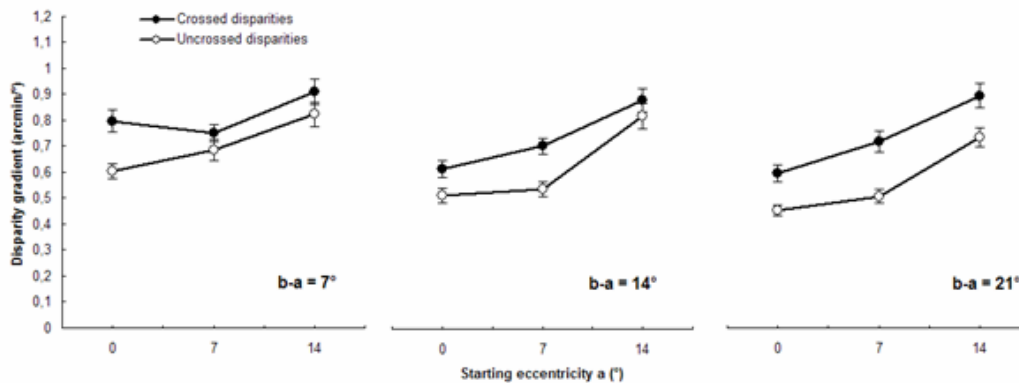 1,2
1,1
1
0,9
0,8
0,7
0,6
0,5
0,4
0,3
0,2
0,1
0
Disparity gradient (arcmin/°)
Crossed disparities
Uncrossed disparities
b-a = 7°
b-a = 14°
b-a = 21°
0 7 14 0 7 14 0 7 14
Starting eccentricity a (°)